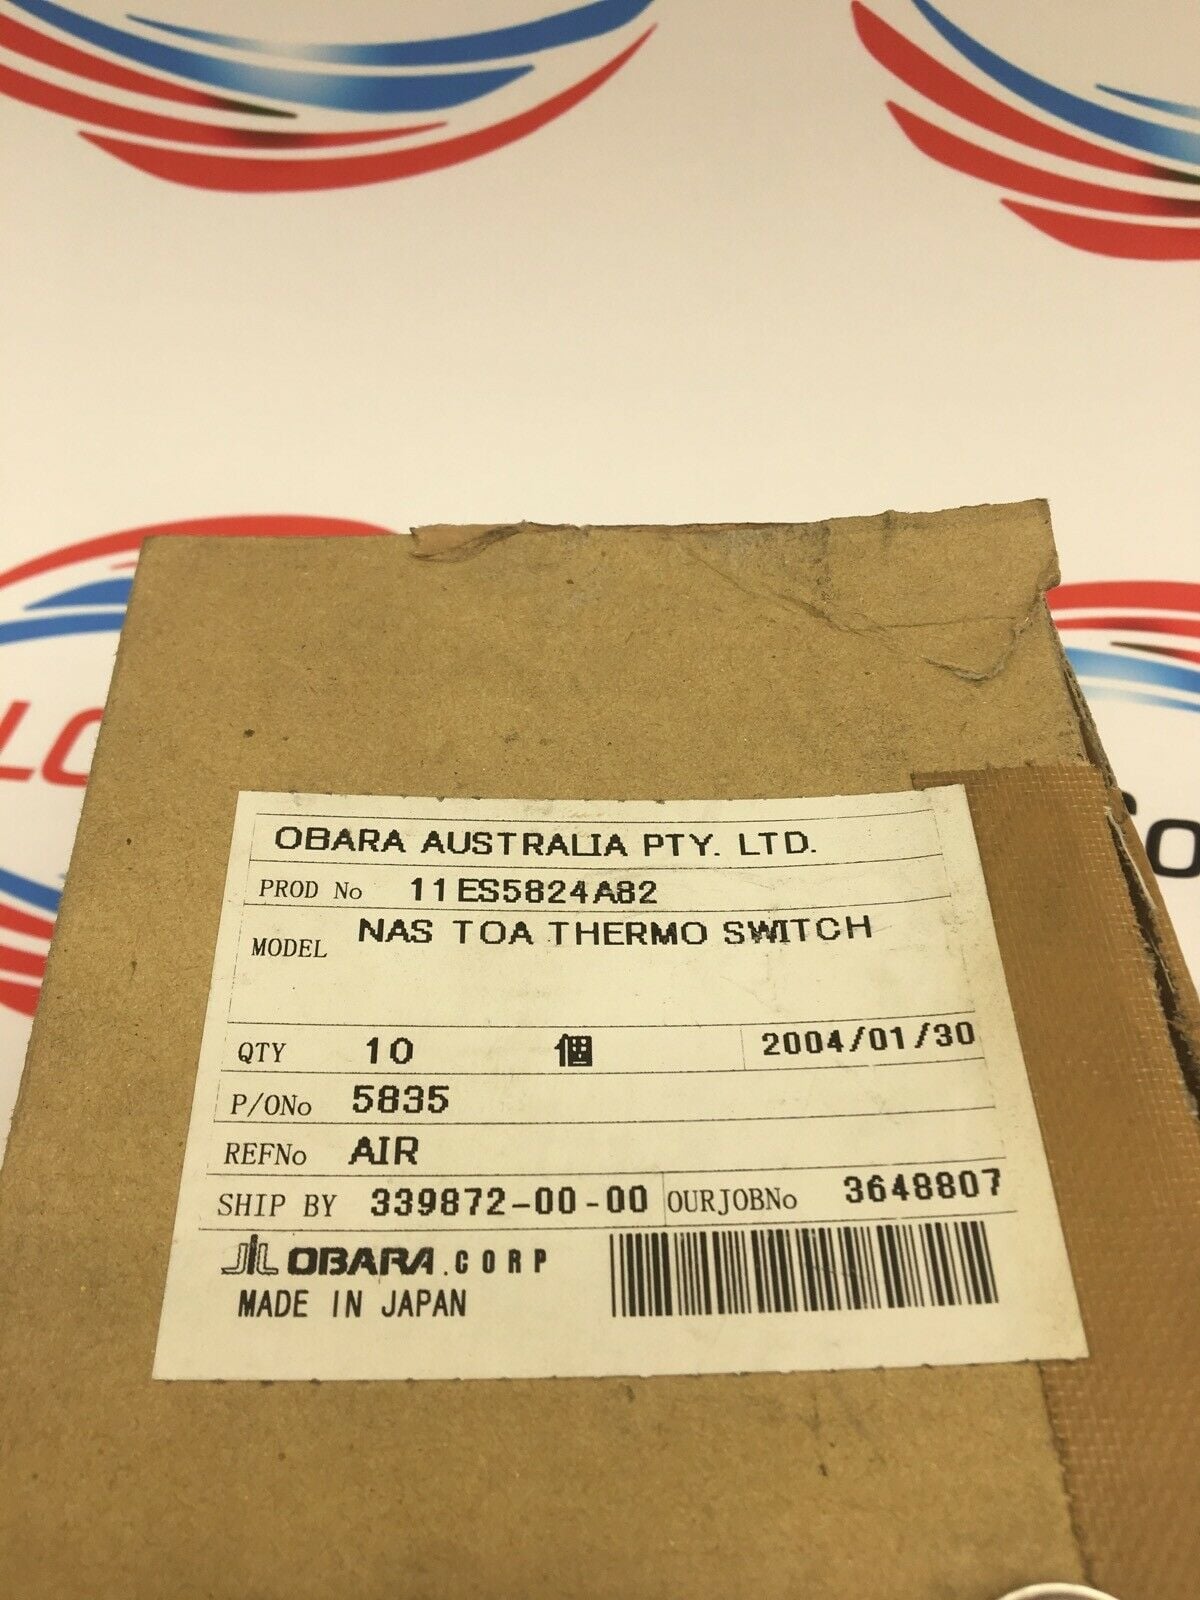 OBARA AUSTRALIA PTY. LTD.
PROD No 11ES5824A82
MODEL NAS TOA THERMO SWITCH
QTY 10 個 2004/01/30
P/ONo 5835
REFNo AIR
SHIP BY 339872-00-00 OURJOBNo 3648807
OBARA.CORP
MADE IN JAPAN